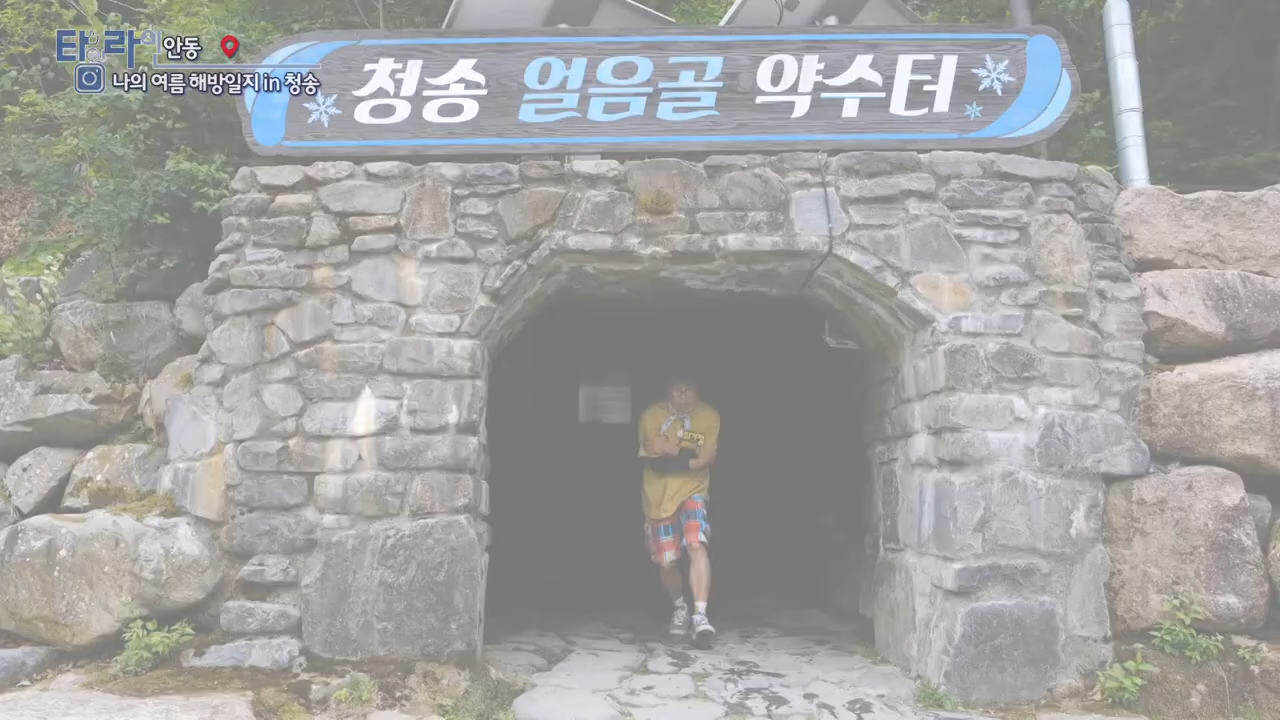 타 라 안동
나의 여름 해방일지 in 청송
청송 얼음골 약수터